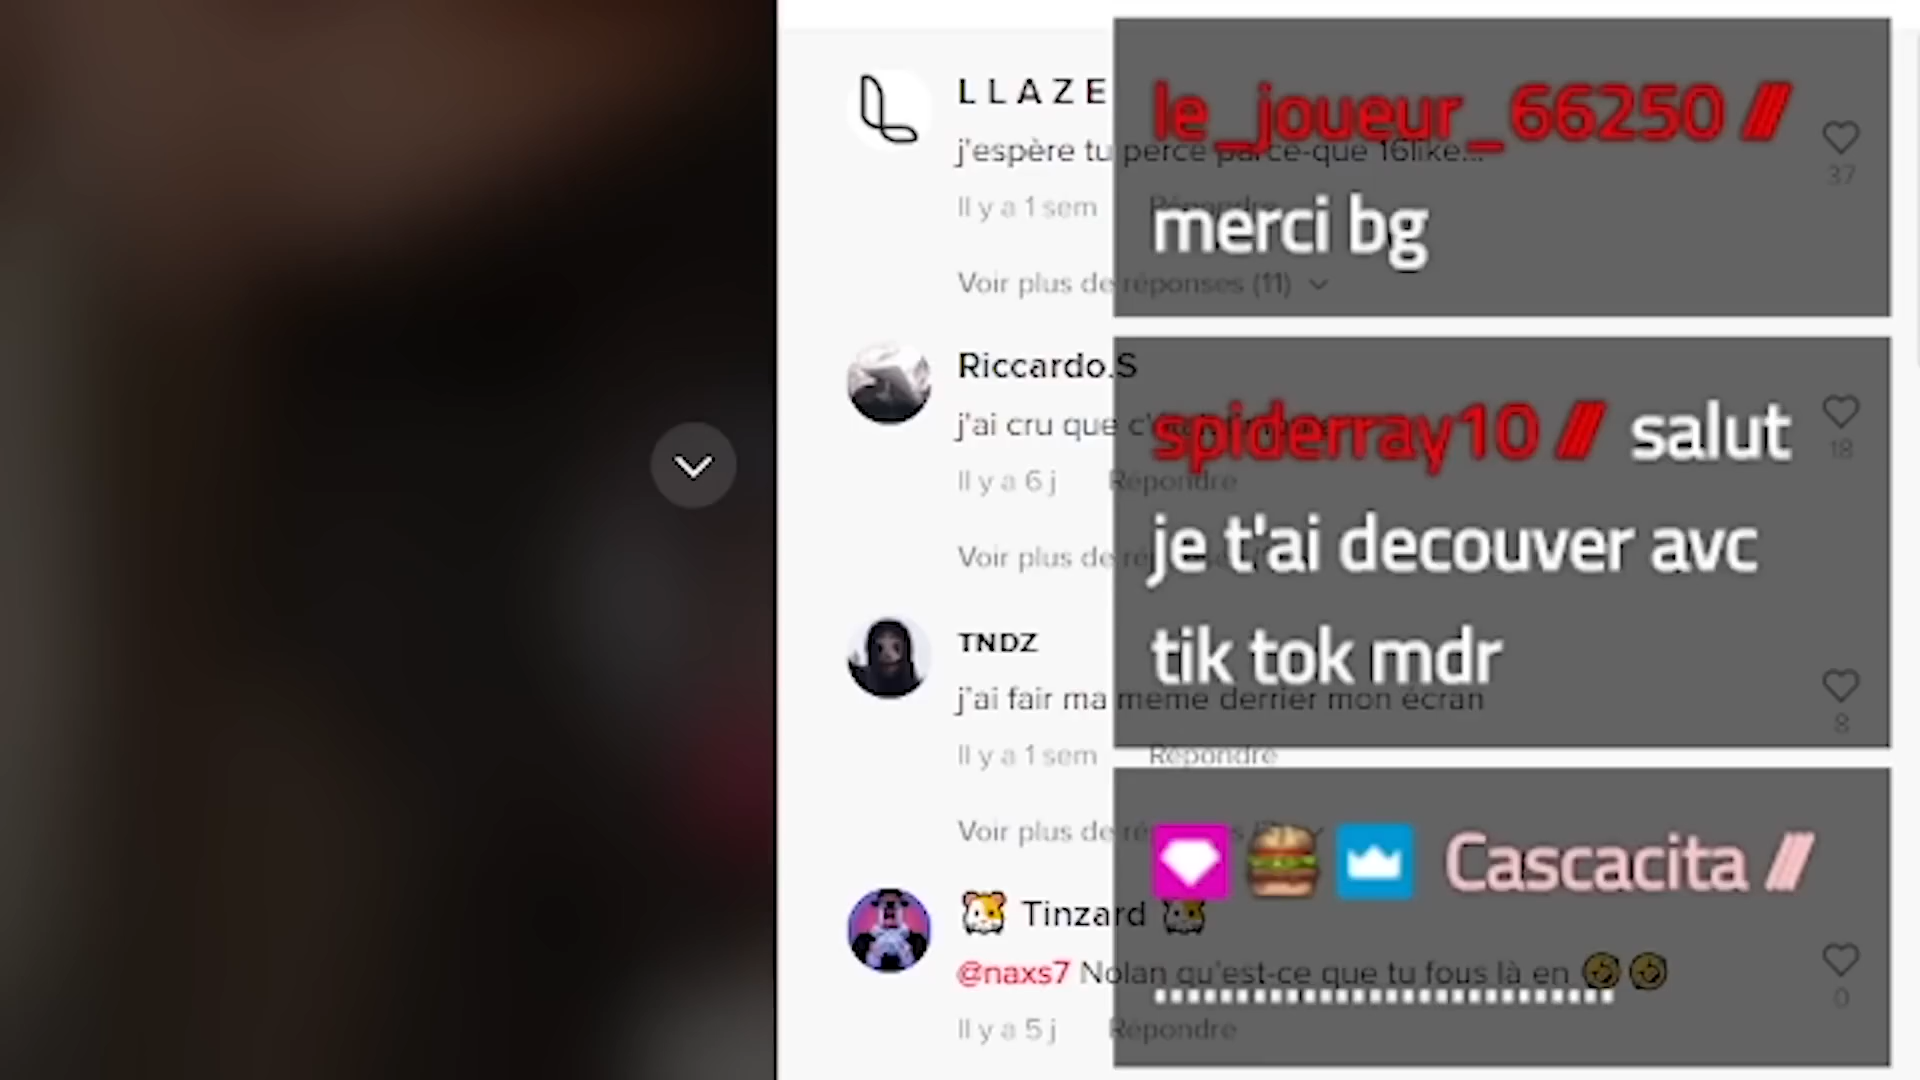 L L A Z E
j'espère tu perce parce-que 16like...
Il y a 1 sem Répondre
37
Voir plus de réponses (11)
Riccardo.S
j'ai cru que
18
Il y a 6 j Répondre
Voir plus de
TNDZ
j'ai fair ma meme derrier mon écran
8
Il y a 1 sem Répondre
Voir plus de
Tinzard
@naxs7 Nolan qu'est-ce que tu fous là en 🤣🤣
0
Il y a 5 j Répondre
le_joueur_66250 ///
merci bg
spiderray10 /// salut
je t'ai decouver avc
tik tok mdr
Cascacita ///